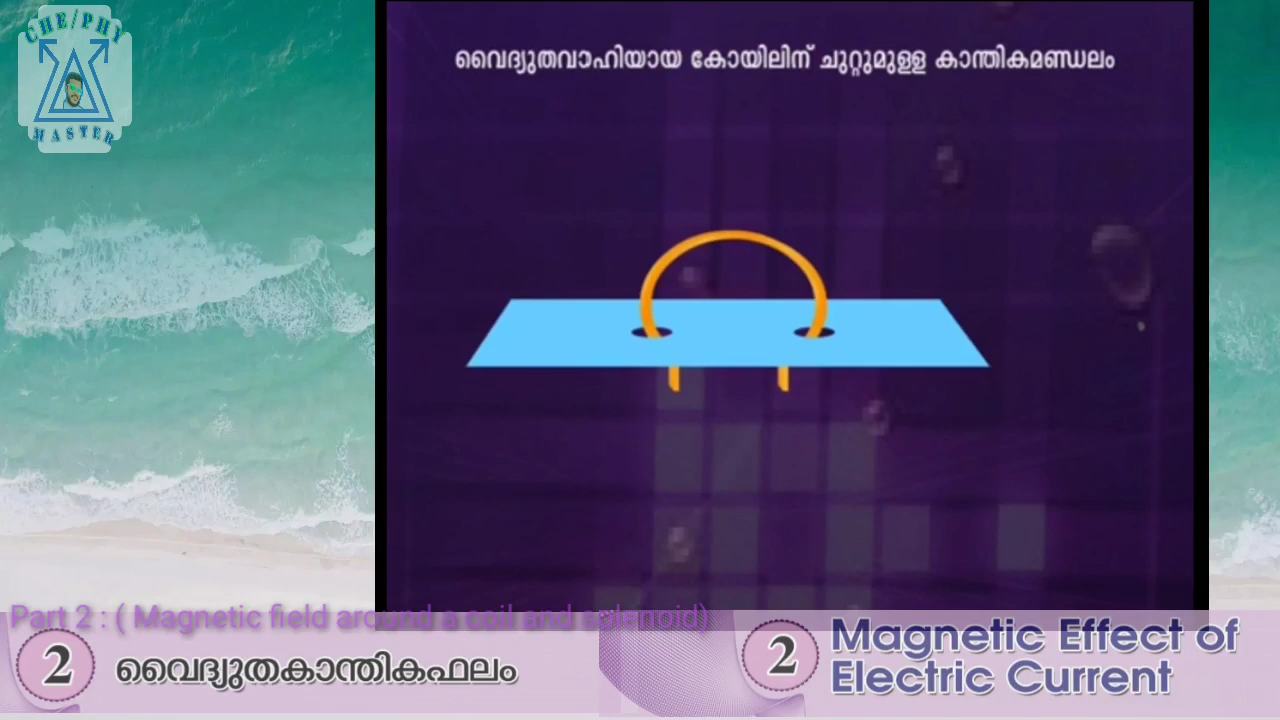 CHE/PHY
MASTER
വൈദ്യുതവാഹിയായ കോയിലിന് ചുറ്റുമുള്ള കാന്തികമണ്ഡലം
Part 2 : ( Magnetic field around a coil and solenoid)
2 വൈദ്യുതകാന്തികഫലം
2 Magnetic Effect of
Electric Current